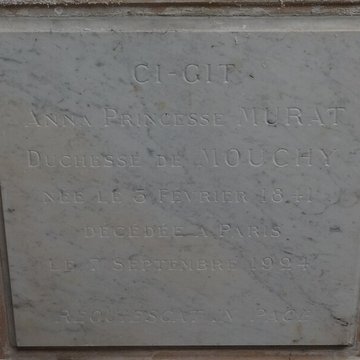 CI-GIT
ANNA PRINCESSE MURAT
DUCHESSE DE MOUCHY
NÉE LE 3 FÉVRIER 1841
DÉCÉDÉE A PARIS
LE 7 SEPTEMBRE 1924
REQUIESCAT IN PACE